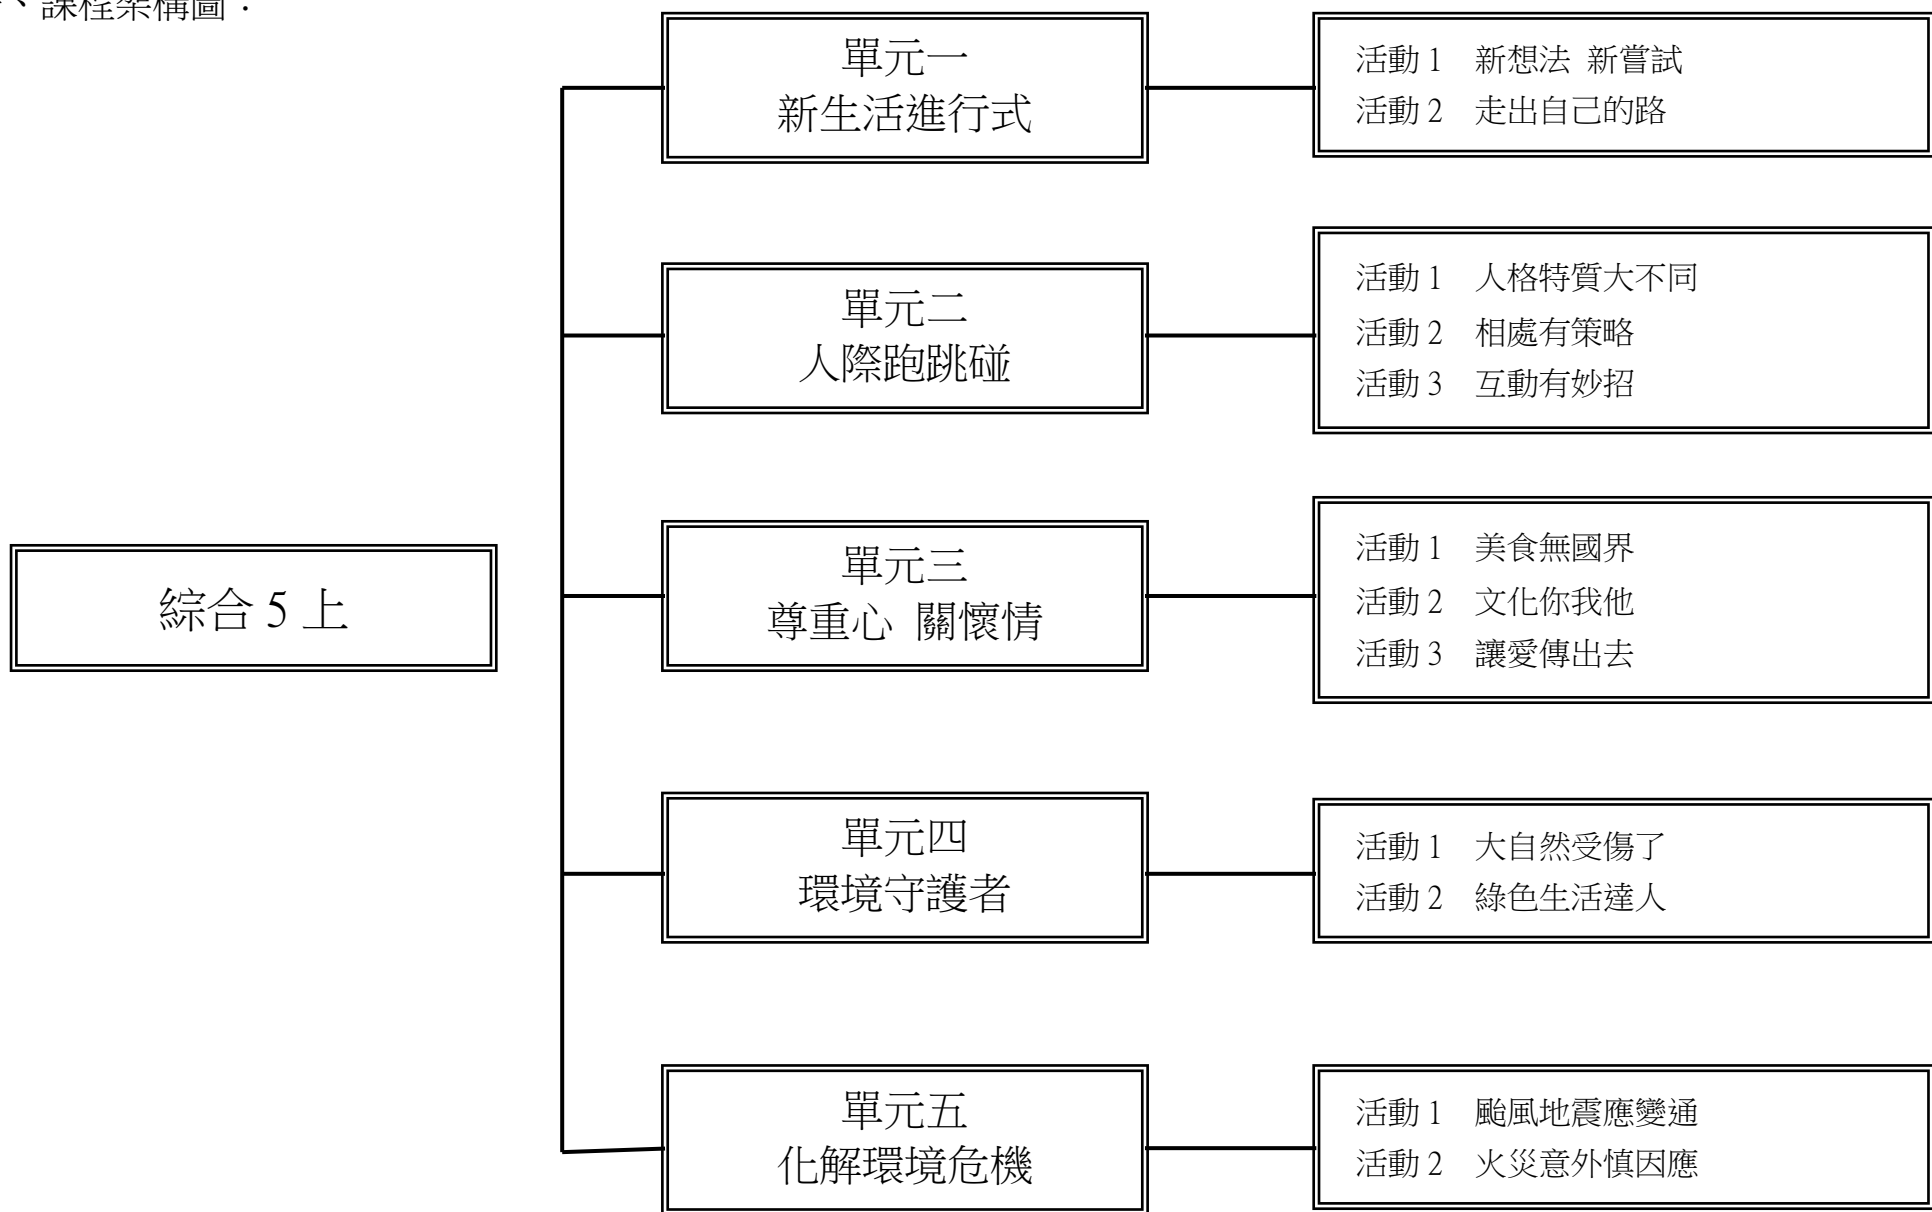 、課程架構圖：
單元一
新生活進行式
活動 1 新想法 新嘗試
活動 2 走出自己的路
單元二
人際跑跳碰
活動 1 人格特質大不同
活動 2 相處有策略
活動 3 互動有妙招
綜合 5 上
單元三
尊重心 關懷情
活動 1 美食無國界
活動 2 文化你我他
活動 3 讓愛傳出去
單元四
環境守護者
活動 1 大自然受傷了
活動 2 綠色生活達人
單元五
化解環境危機
活動 1 颱風地震應變通
活動 2 火災意外慎因應